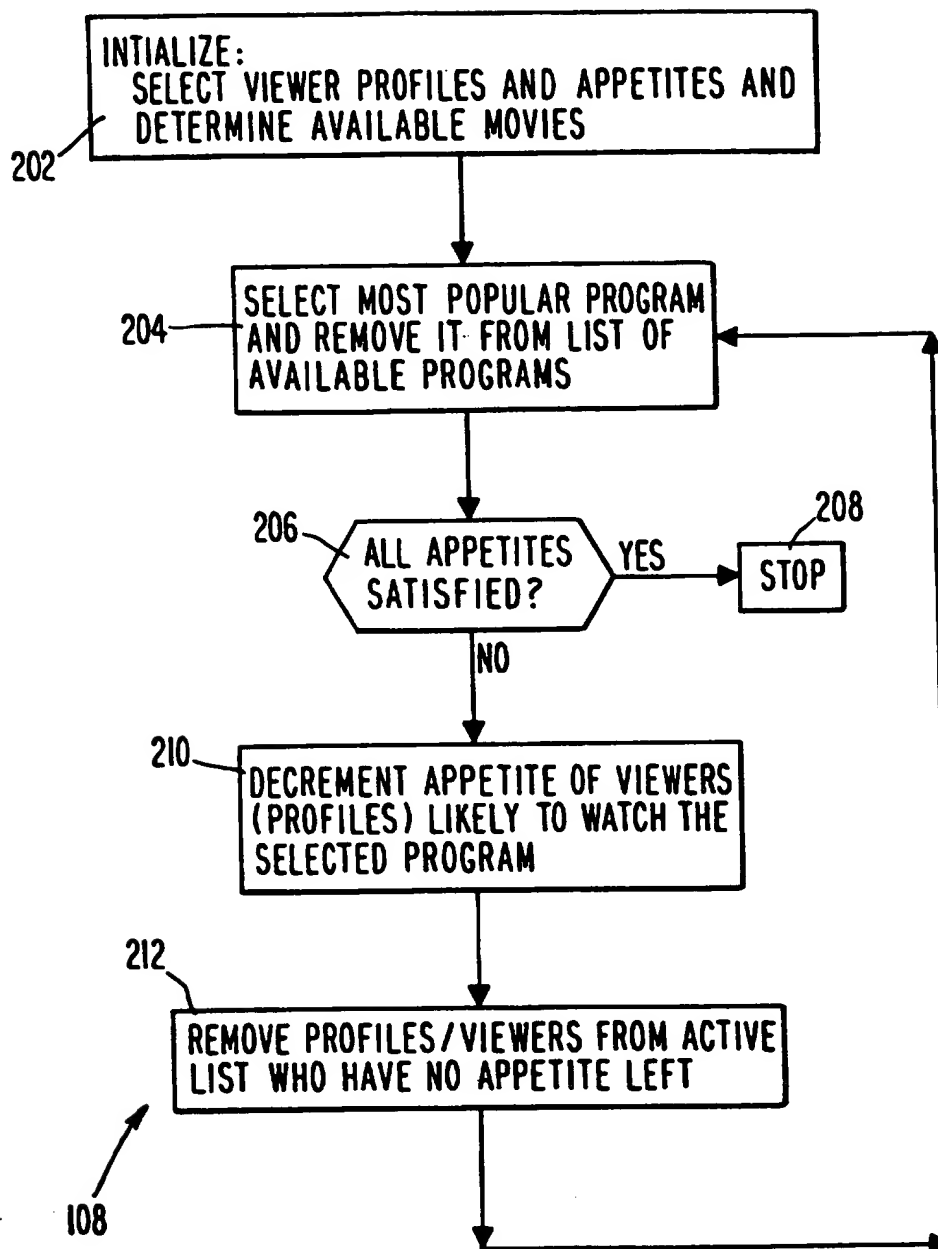 INTIALIZE:
SELECT VIEWER PROFILES AND APPETITES AND
DETERMINE AVAILABLE MOVIES
202
SELECT MOST POPULAR PROGRAM
AND REMOVE IT FROM LIST OF
AVAILABLE PROGRAMS
204
206
ALL APPETITES
SATISFIED?
YES
208
STOP
NO
210
DECREMENT APPETITE OF VIEWERS
(PROFILES) LIKELY TO WATCH THE
SELECTED PROGRAM
212
REMOVE PROFILES/VIEWERS FROM ACTIVE
LIST WHO HAVE NO APPETITE LEFT
108